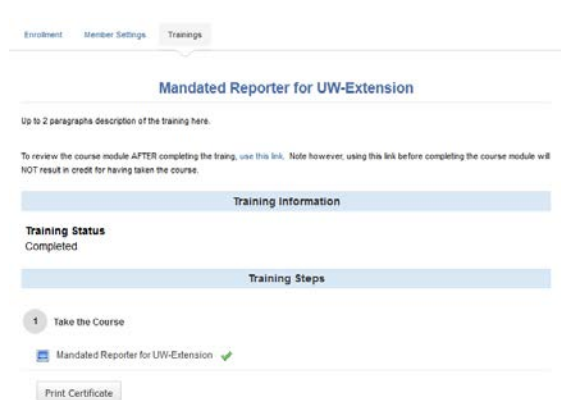 Enrollment Member Settings Trainings
Mandated Reporter for UW-Extension
Up to 2 paragraphs description of the training here.
To review the course module AFTER completing the traing, use this link. Note however, using this link before completing the course module will
NOT result in credit for having taken the course.
Training Information
Training Status
Completed
Training Steps
1 Take the Course
Mandated Reporter for UW-Extension
Print Certificate